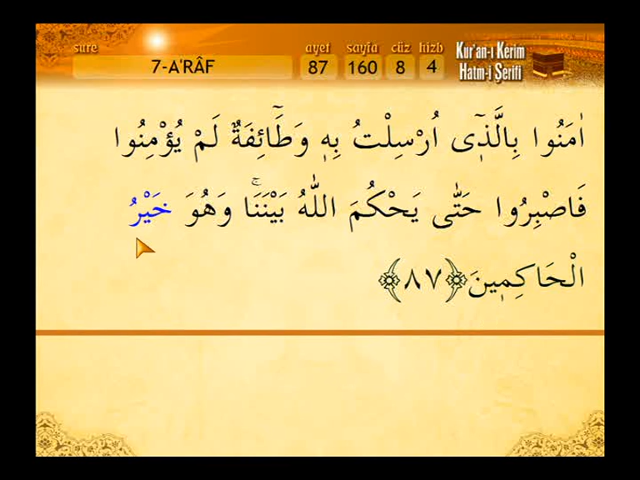 sure ayet sayfa cüz hizb
7-A'RÂF 87 160 8 4
Kur'an-ı Kerim
Hatm-i Şerifi
اٰمَنُوا بِالَّذٖٓى اُرْسِلْتُ بِهٖ وَطَٓائِفَةٌ لَمْ يُؤْمِنُوا
فَاصْبِرُوا حَتّٰى يَحْكُمَ اللّٰهُ بَيْنَنَاۚ وَهُوَ خَيْرُ
الْحَاكِمٖينَ ﴿٨٧﴾